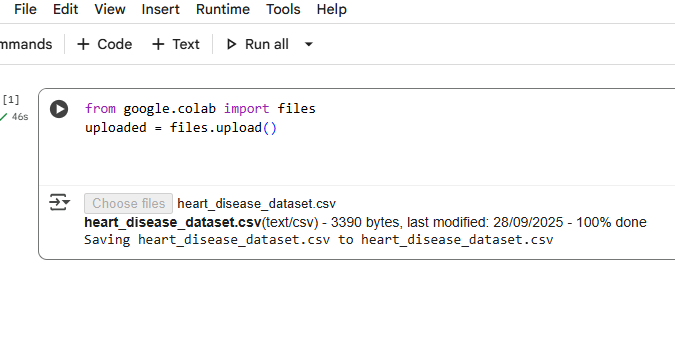 File Edit View Insert Runtime Tools Help
mmands + Code + Text Run all
[1]
46s
from google.colab import files
uploaded = files.upload()
Choose files heart_disease_dataset.csv
heart_disease_dataset.csv(text/csv) - 3390 bytes, last modified: 28/09/2025 - 100% done
Saving heart_disease_dataset.csv to heart_disease_dataset.csv